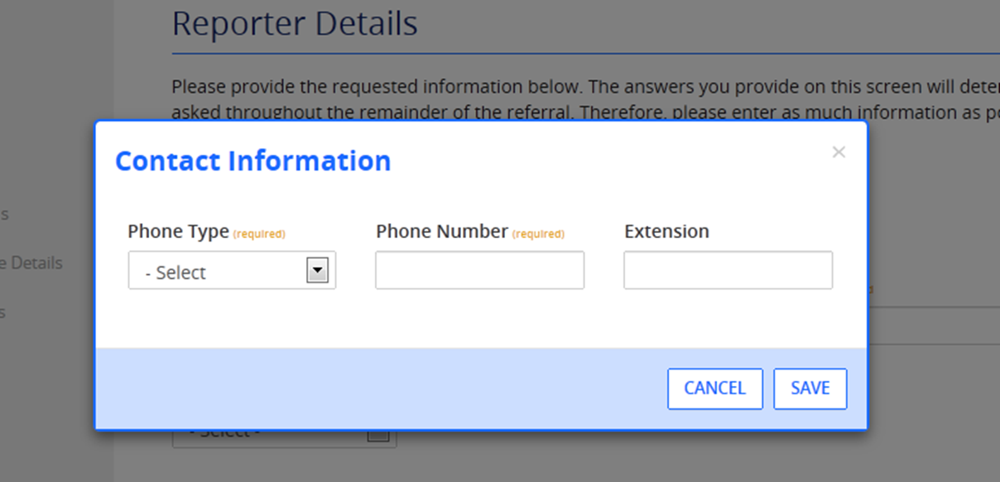 Reporter Details
Please provide the requested information below. The answers you provide on this screen will
asked throughout the remainder of the referral. Therefore, please enter as much information as
Contact Information
×
Phone Type (required)
Phone Number (required)
Extension
- Select
Details
CANCEL
SAVE
- Select -